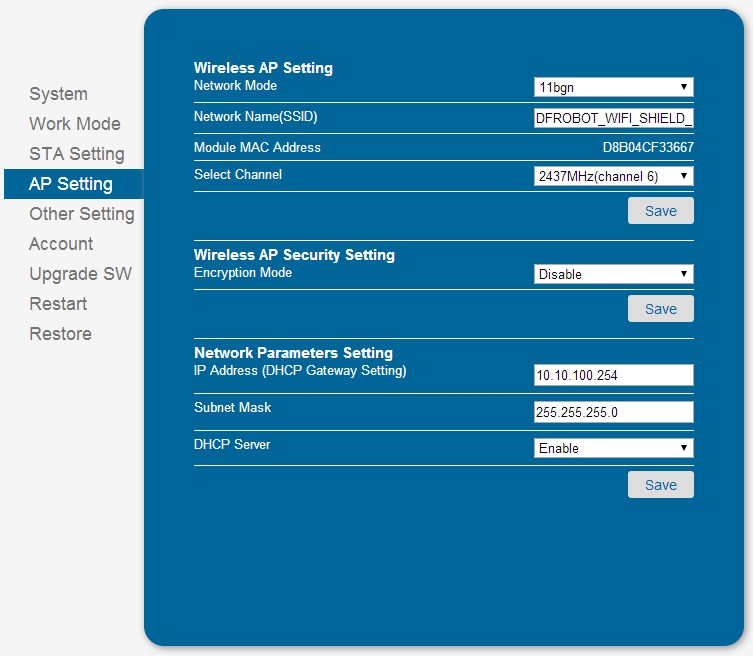 System
Work Mode
STA Setting
AP Setting
Other Setting
Account
Upgrade SW
Restart
Restore
Wireless AP Setting
Network Mode 11bgn
Network Name(SSID) DFROBOT_WIFI_SHIELD_
Module MAC Address D8B04CF33667
Select Channel 2437MHz(channel 6)
Save
Wireless AP Security Setting
Encryption Mode Disable
Save
Network Parameters Setting
IP Address (DHCP Gateway Setting) 10.10.100.254
Subnet Mask 255.255.255.0
DHCP Server Enable
Save